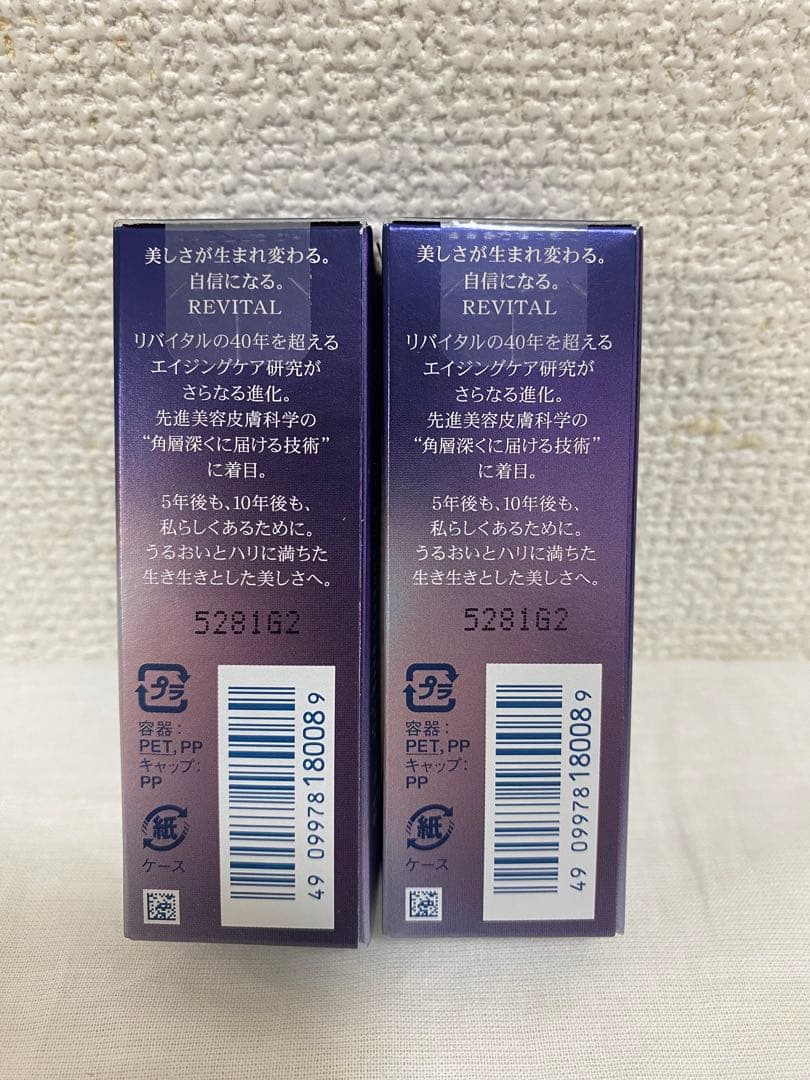 美しさが生まれ変わる。
自信になる。
REVITAL
リバイタルの40年を超える
エイジングケア研究が
さらなる進化。
先進美容皮膚科学の
“角層深くに届ける技術”
に着目。
5年後も、10年後も、
私らしくあるために。
うるおいとハリに満ちた
生き生きとした美しさへ。
5281G2
プラ
容器：
PET, PP
キャップ：
PP
紙
ケース
49 09978 180089
美しさが生まれ変わる。
自信になる。
REVITAL
リバイタルの40年を超える
エイジングケア研究が
さらなる進化。
先進美容皮膚科学の
“角層深くに届ける技術”
に着目。
5年後も、10年後も、
私らしくあるために。
うるおいとハリに満ちた
生き生きとした美しさへ。
5281G2
プラ
容器：
PET, PP
キャップ：
PP
紙
ケース
49 09978 180089